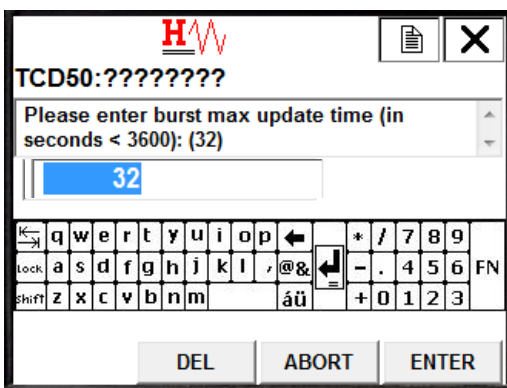 H
TCD50:????????
Please enter burst max update time (in
seconds < 3600): (32)
32
q w e r t y u i o p * / 7 8 9
Lock a s d f g h j k l , @& - . 4 5 6 FN
shift z x c v b n m áü = + 0 1 2 3
DEL ABORT ENTER